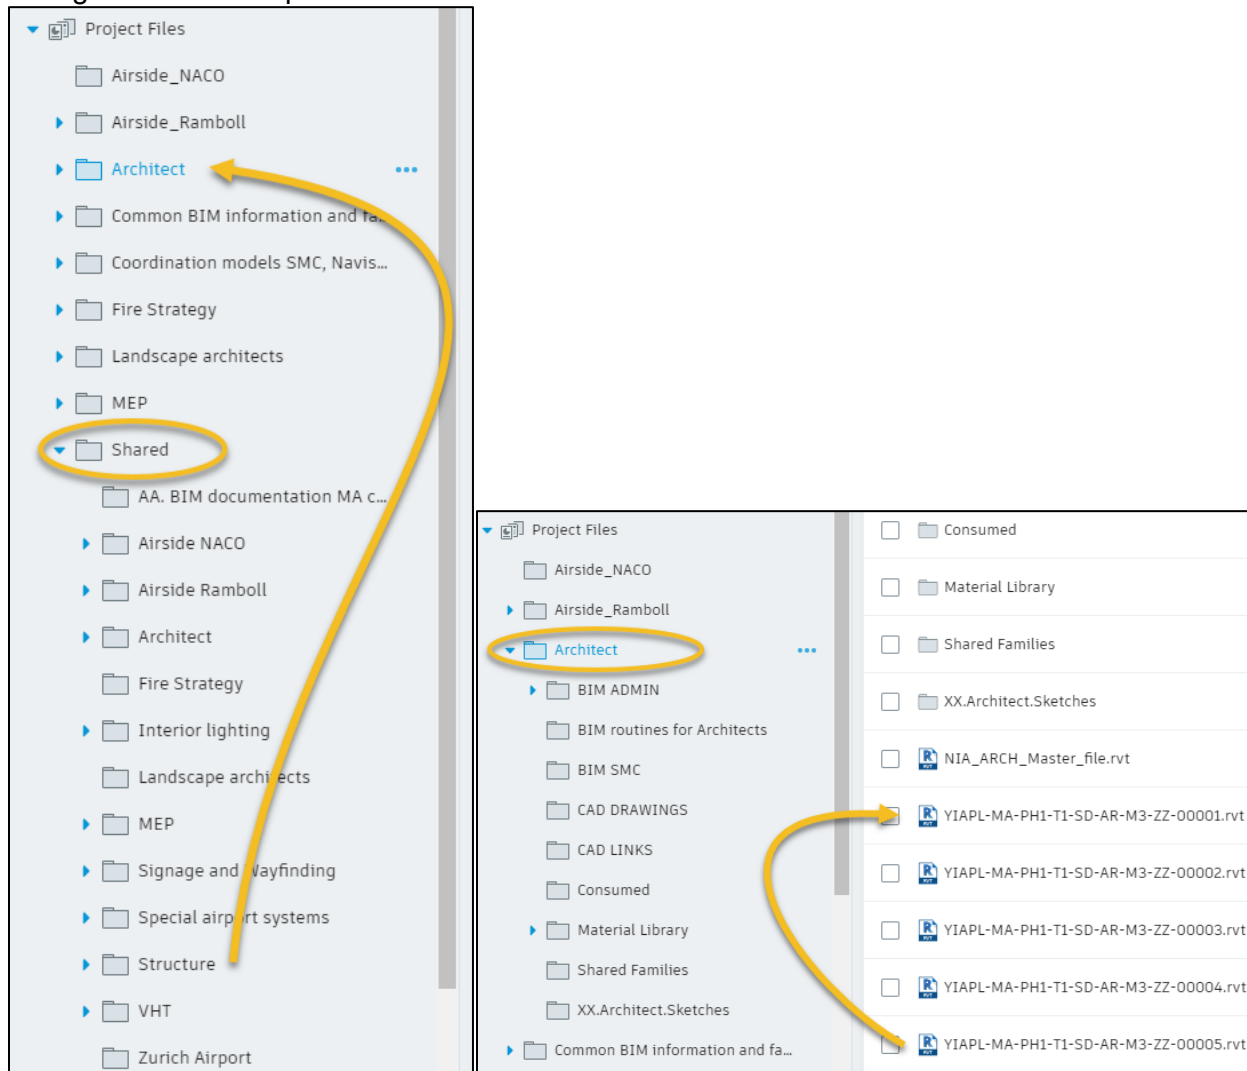 Project Files
Airside_NACO
Airside_Ramboll
Architect
Common BIM information and fa...
Coordination models SMC, Navis...
Fire Strategy
Landscape architects
MEP
Shared
AA. BIM documentation MA c...
Airside NACO
Airside Ramboll
Architect
Fire Strategy
Interior lighting
Landscape architects
MEP
Signage and Wayfinding
Special airport systems
Structure
VHT
Zurich Airport
Project Files
Airside_NACO
Airside_Ramboll
Architect
BIM ADMIN
BIM routines for Architects
BIM SMC
CAD DRAWINGS
CAD LINKS
Consumed
Material Library
Shared Families
XX.Architect.Sketches
Common BIM information and fa...
Consumed
Material Library
Shared Families
XX.Architect.Sketches
NIA_ARCH_Master_file.rvt
YIAPL-MA-PH1-T1-SD-AR-M3-ZZ-00001.rvt
YIAPL-MA-PH1-T1-SD-AR-M3-ZZ-00002.rvt
YIAPL-MA-PH1-T1-SD-AR-M3-ZZ-00003.rvt
YIAPL-MA-PH1-T1-SD-AR-M3-ZZ-00004.rvt
YIAPL-MA-PH1-T1-SD-AR-M3-ZZ-00005.rvt